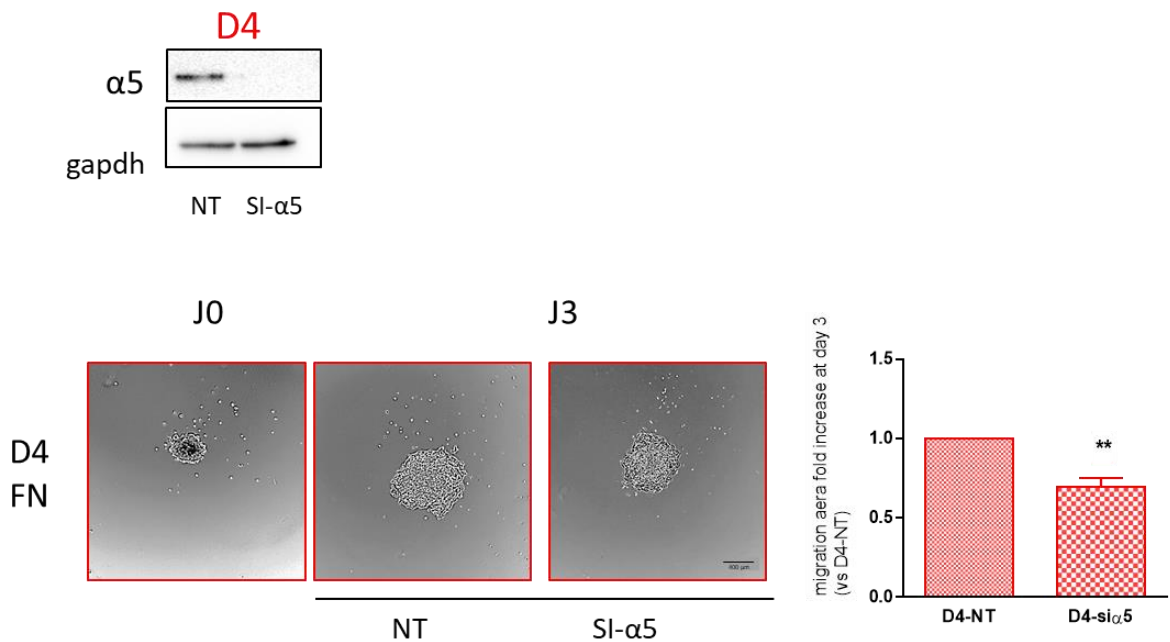 D4
α5
gapdh
NT SI-α5
J0 J3
D4
FN
NT SI-α5
migration aera fold increase at day 3
(vs D4-NT)
1.5
1.0
0.5
0.0
**
D4-NT D4-siα5